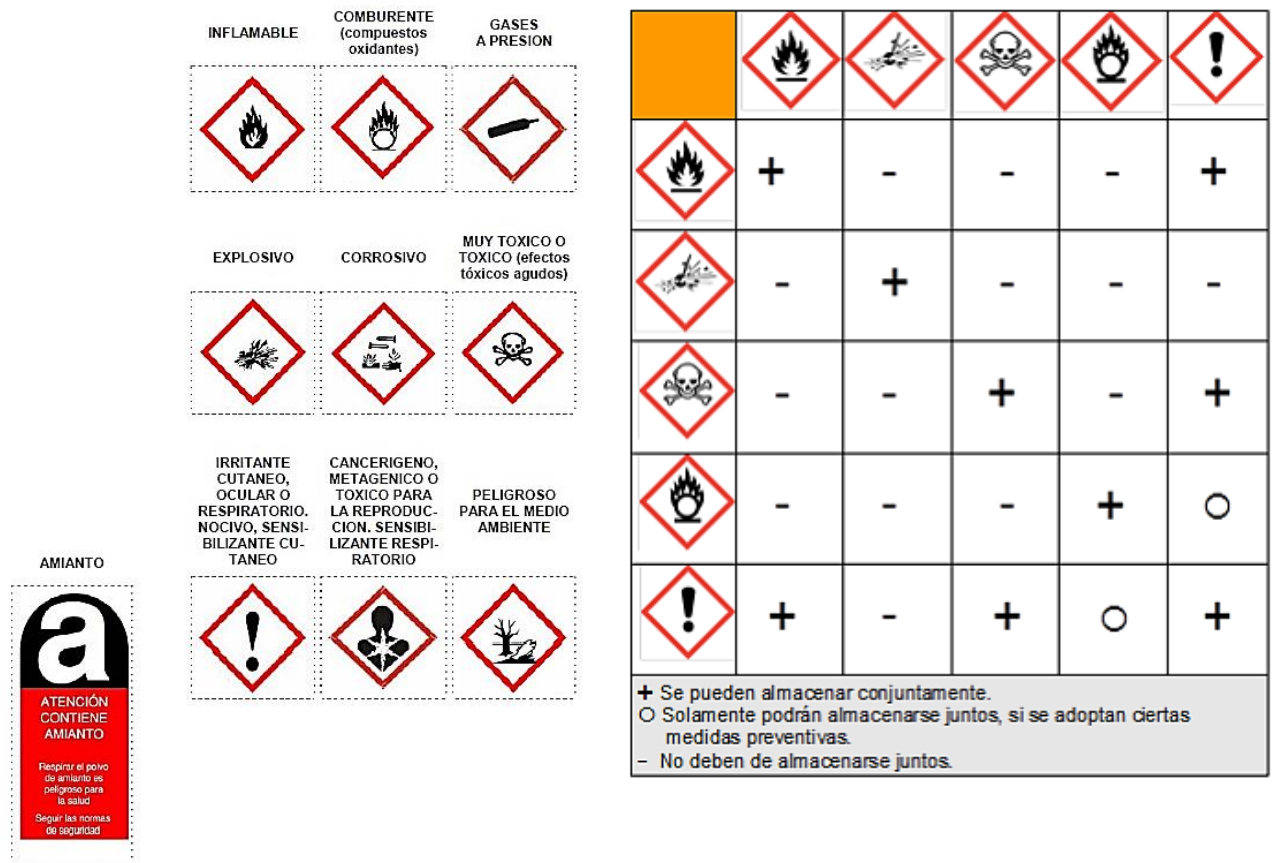 INFLAMABLE
COMBURENTE
(compuestos
oxidantes)
GASES
A PRESION
EXPLOSIVO
CORROSIVO
MUY TOXICO O
TOXICO (efectos
tóxicos agudos)
IRRITANTE
CUTANEO,
OCULAR O
RESPIRATORIO.
NOCIVO, SENSI-
BILIZANTE CU-
TANEO
CANCERIGENO,
METAGENICO O
TOXICO PARA
LA REPRODUC-
CION. SENSIBI-
LIZANTE RESPI-
RATORIO
PELIGROSO
PARA EL MEDIO
AMBIENTE
AMIANTO
a
ATENCIÓN
CONTIENE
AMIANTO
Respirar el polvo
de amianto es
peligroso para
la salud
Seguir las normas
de seguridad
+ - - - +
- + - - -
- - + - +
- - - + O
+ - + O +
+ Se pueden almacenar conjuntamente.
O Solamente podrán almacenarse juntos, si se adoptan ciertas
medidas preventivas.
- No deben de almacenarse juntos.